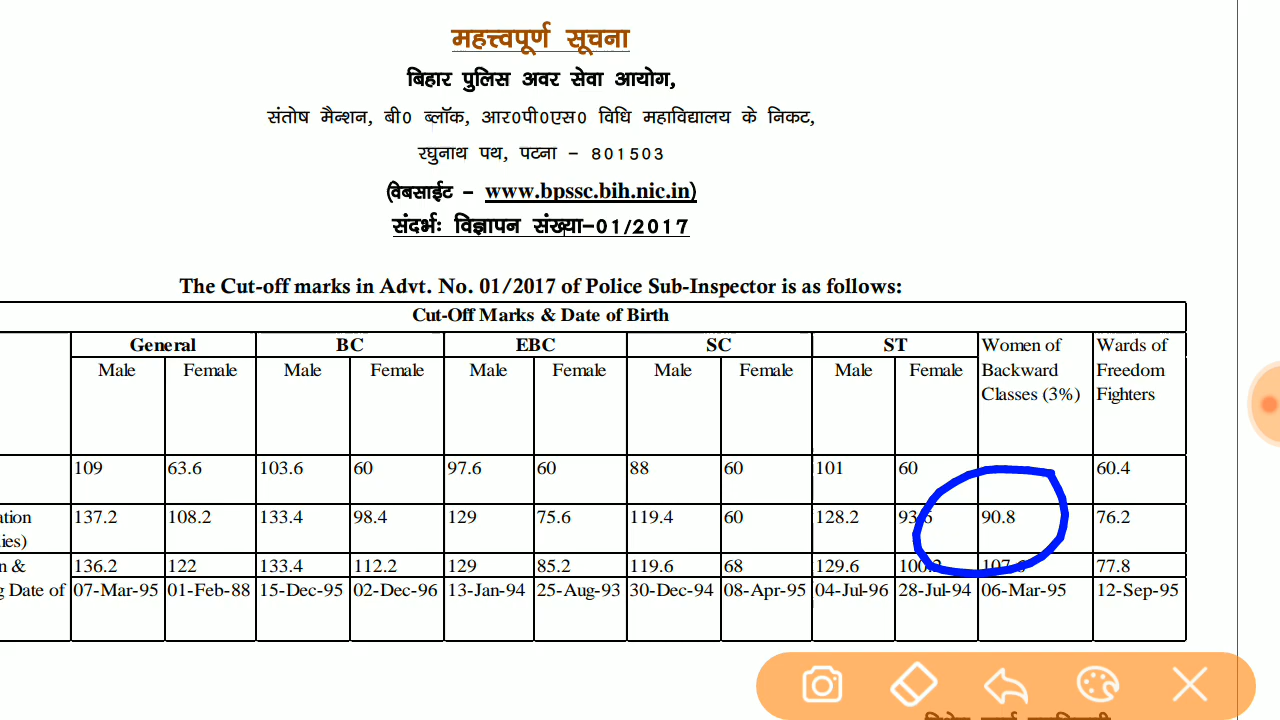 महत्त्वपूर्ण सूचना
बिहार पुलिस अवर सेवा आयोग,
संतोष मैन्शन, बी0 ब्लॉक, आर0पी0एस0 विधि महाविद्यालय के निकट,
रघुनाथ पथ, पटना – 801503
(वेबसाईट – www.bpssc.bih.nic.in)
संदर्भः विज्ञापन संख्या-01/2017
The Cut-off marks in Advt. No. 01/2017 of Police Sub-Inspector is as follows:
Cut-Off Marks & Date of Birth
General BC EBC SC ST Women of Backward Classes (3%) Wards of Freedom Fighters
Male Female Male Female Male Female Male Female Male Female
109 63.6 103.6 60 97.6 60 88 60 101 60 60.4
137.2 108.2 133.4 98.4 129 75.6 119.4 60 128.2 93.6 90.8 76.2
136.2 122 133.4 112.2 129 85.2 119.6 68 129.6 77.8
07-Mar-95 01-Feb-88 15-Dec-95 02-Dec-96 13-Jan-94 25-Aug-93 30-Dec-94 08-Apr-95 04-Jul-96 28-Jul-94 06-Mar-95 12-Sep-95